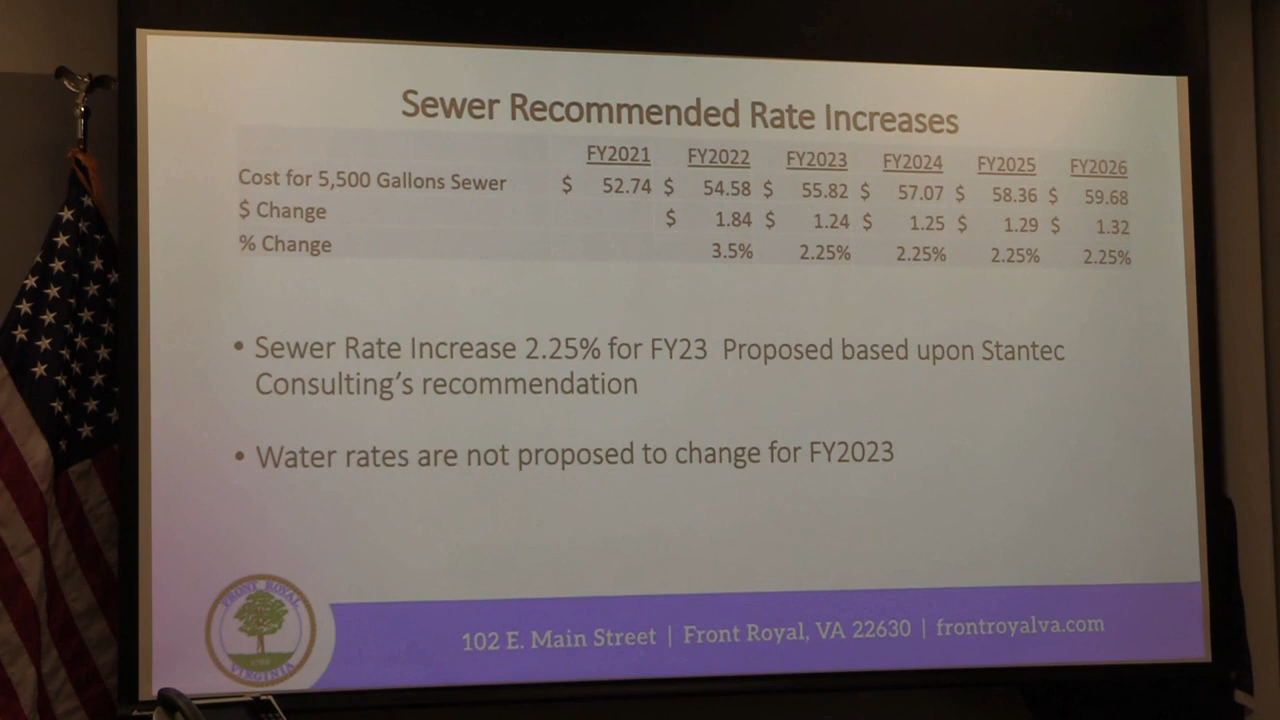 Sewer Recommended Rate Increases
FY2021 FY2022 FY2023 FY2024 FY2025 FY2026
Cost for 5,500 Gallons Sewer $ 52.74 $ 54.58 $ 55.82 $ 57.07 $ 58.36 $ 59.68
$ Change $ 1.84 $ 1.24 $ 1.25 $ 1.29 $ 1.32
% Change 3.5% 2.25% 2.25% 2.25% 2.25%
• Sewer Rate Increase 2.25% for FY23 Proposed based upon Stantec
Consulting's recommendation
• Water rates are not proposed to change for FY2023
FRONT ROYAL
VIRGINIA
102 E. Main Street | Front Royal, VA 22630 | frontroyalva.com